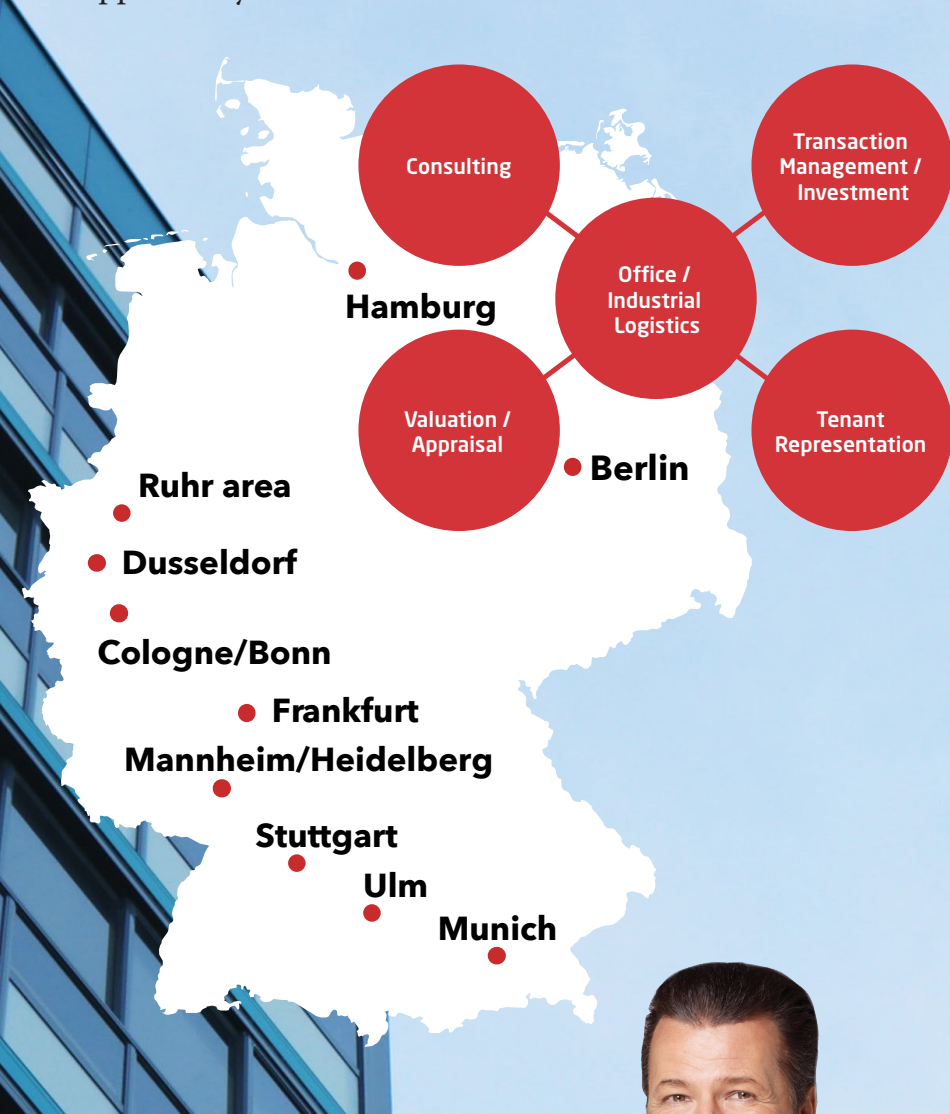 Consulting
Transaction
Management /
Investment
Office /
Industrial
Logistics
Hamburg
Valuation /
Appraisal
Tenant
Representation
Berlin
Ruhr area
Dusseldorf
Cologne/Bonn
Frankfurt
Mannheim/Heidelberg
Stuttgart
Ulm
Munich